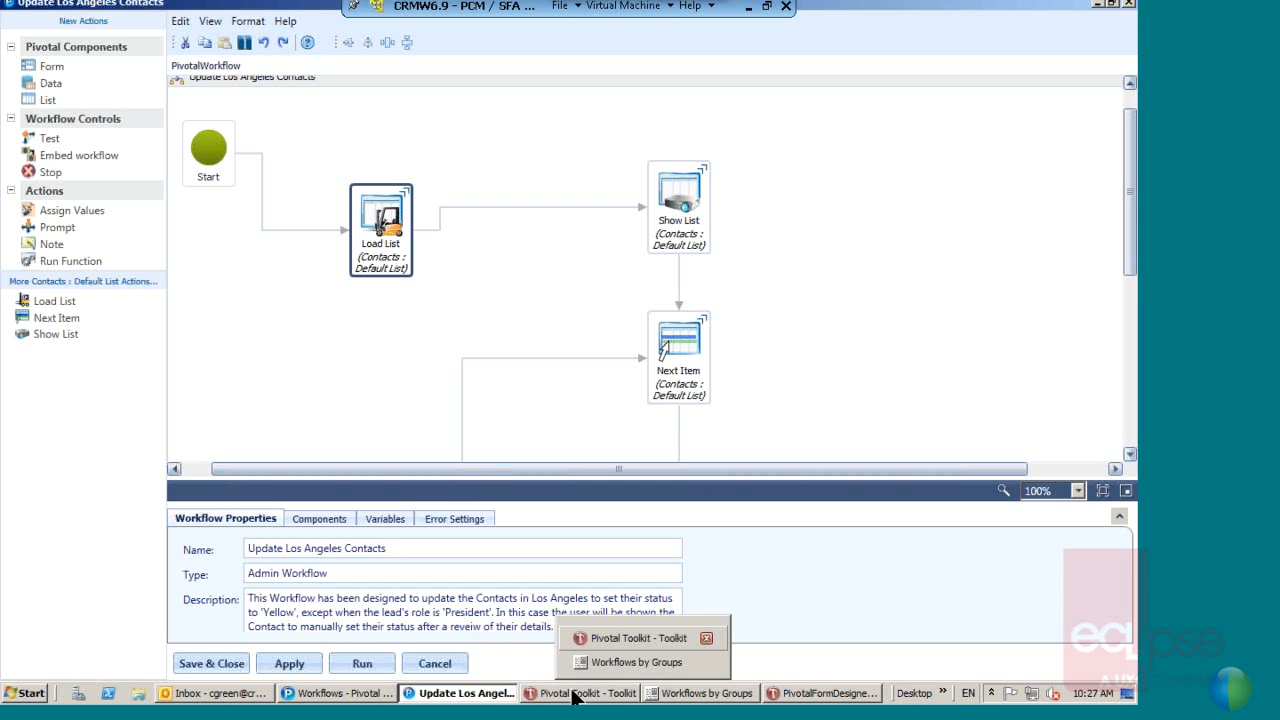 Update Los Angeles Contacts
CRMW6.9 - PCM / SFA ... File Virtual Machine Help
New Actions
Edit View Format Help
Pivotal Components
Form
Data
List
Workflow Controls
Test
Embed workflow
Stop
Actions
Assign Values
Prompt
Note
Run Function
More Contacts : Default List Actions...
Load List
Next Item
Show List
PivotalWorkflow
Update Los Angeles Contacts
Start
Load List
(Contacts :
Default List)
Show List
(Contacts :
Default List)
Next Item
(Contacts :
Default List)
100%
Workflow Properties Components Variables Error Settings
Name: Update Los Angeles Contacts
Type: Admin Workflow
Description: This Workflow has been designed to update the Contacts in Los Angeles to set their status
to 'Yellow', except when the lead's role is 'President'. In this case the user will be shown the
Contact to manually set their status after a reveiw of their details.
Pivotal Toolkit - Toolkit
Workflows by Groups
Save & Close Apply Run Cancel
eclipse
Start Inbox - cgreen@cr... Workflows - Pivotal ... Update Los Angel... Pivotal Toolkit - Toolkit Workflows by Groups PivotalFormDesigne... Desktop » EN 10:27 AM